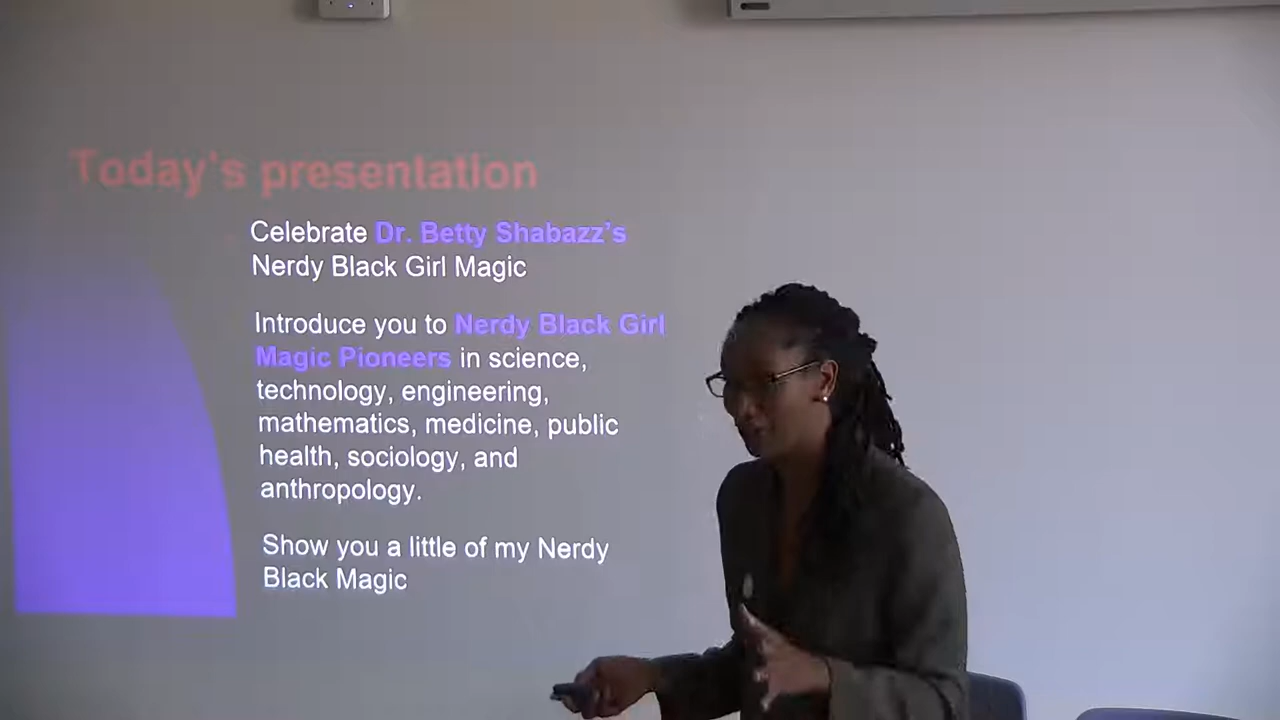 Today's presentation
Celebrate Dr. Betty Shabazz's
Nerdy Black Girl Magic
Introduce you to Nerdy Black Girl
Magic Pioneers in science,
technology, engineering,
mathematics, medicine, public
health, sociology, and
anthropology.
Show you a little of my Nerdy
Black Magic